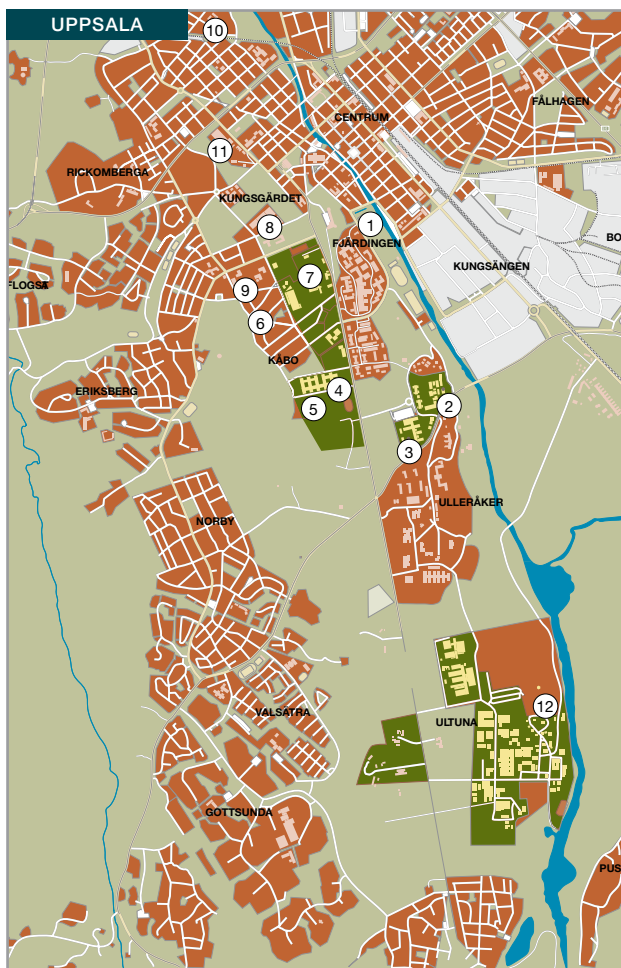 UPPSALA
10
FÅLHAGEN
CENTRUM
11
RICKOMBERGA
KUNGSGÄRDET
8
1
FJÄRDINGEN
BO
KUNGSÄNGEN
7
9
6
KÅBO
ERIKSBERG
4
5
2
3
ULLERÅKER
NORBY
12
VALSÄTRA
ULTUNA
GOTTSUNDA
PUS